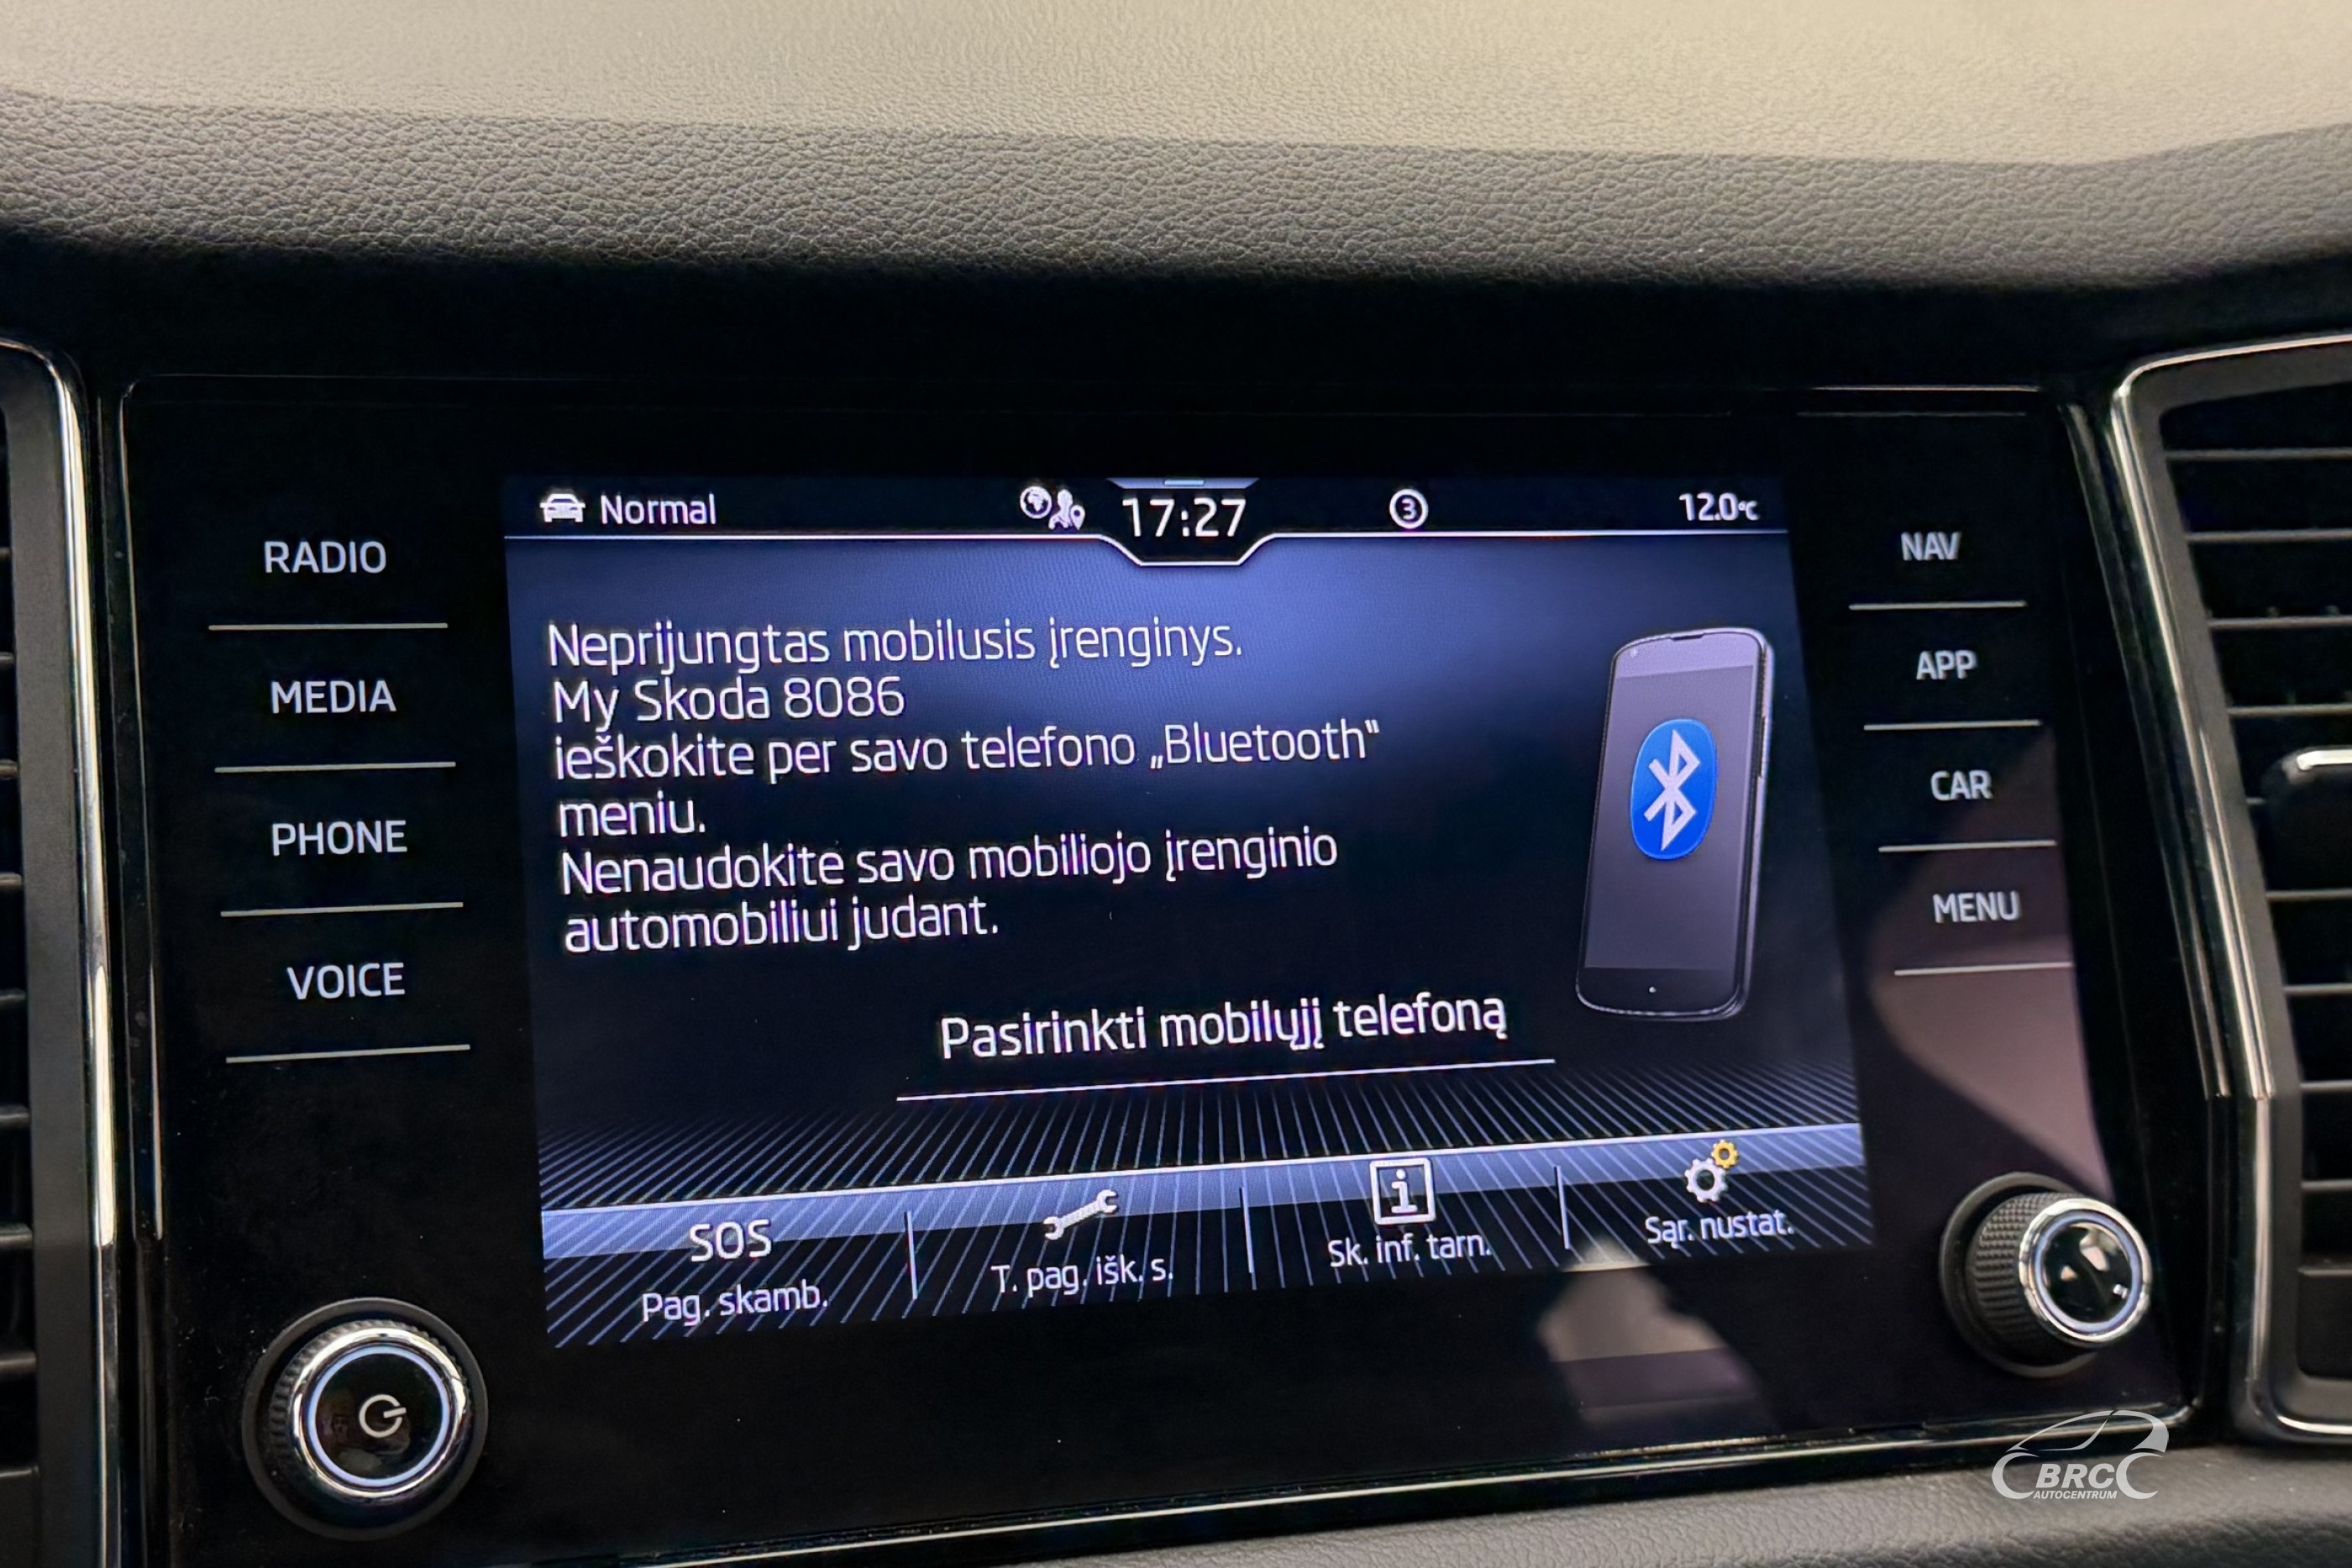 Normal
17:27
3
12.0°C
RADIO
MEDIA
PHONE
VOICE
Neprijungtas mobilusis įrenginys.
My Skoda 8086
ieškokite per savo telefono „Bluetooth“
meniu.
Nenaudokite savo mobiliojo įrenginio
automobiliui judant.
Pasirinkti mobilųjį telefoną
SOS
Pag. skamb.
T. pag. išk. s.
i
Sk. inf. tarn.
Sąr. nustat.
NAV
APP
CAR
MENU
BRC
AUTOCENTRUM